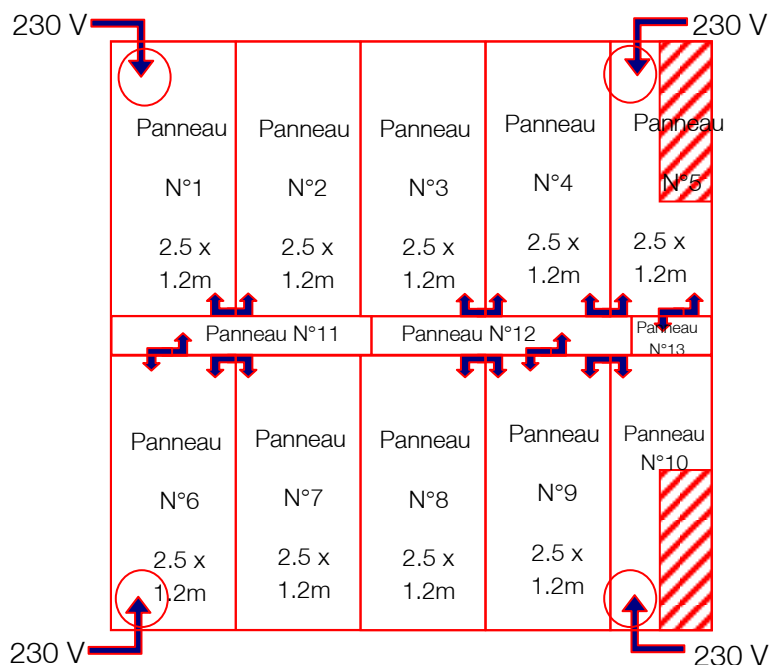 230 V
230 V
Panneau
N°1
2.5 x
1.2m
Panneau
N°2
2.5 x
1.2m
Panneau
N°3
2.5 x
1.2m
Panneau
N°4
2.5 x
1.2m
Panneau
N°5
2.5 x
1.2m
Panneau N°11
Panneau N°12
Panneau
N°13
Panneau
N°6
2.5 x
1.2m
Panneau
N°7
2.5 x
1.2m
Panneau
N°8
2.5 x
1.2m
Panneau
N°9
2.5 x
1.2m
Panneau
N°10
230 V
230 V